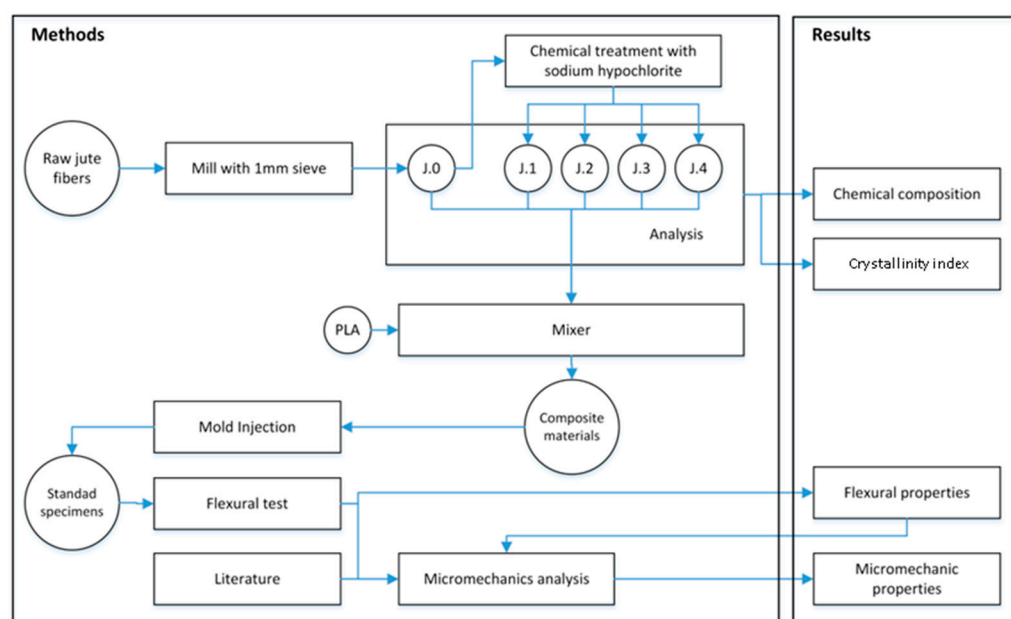 Methods
Results
Chemical treatment with
sodium hypochlorite
Raw jute
fibers
Mill with 1mm sieve
J.0
J.1
J.2
J.3
J.4
Analysis
Chemical composition
Crystallinity index
PLA
Mixer
Composite
materials
Mold Injection
Standad
specimens
Flexural test
Flexural properties
Literature
Micromechanics analysis
Micromechanic
properties